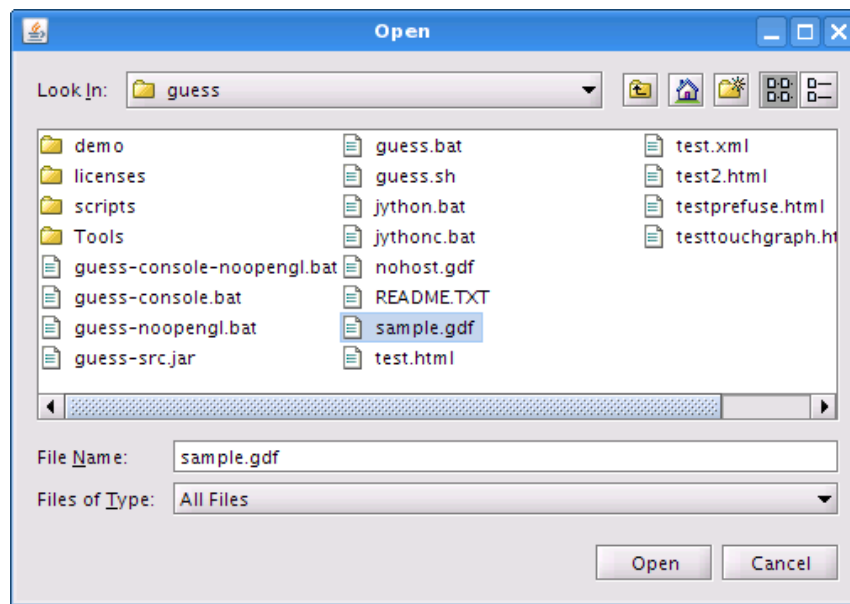 Open
Look In: guess
demo
licenses
scripts
Tools
guess-console-noopengl.bat
guess-console.bat
guess-noopengl.bat
guess-src.jar
guess.bat
guess.sh
jython.bat
jythonc.bat
nohost.gdf
README.TXT
sample.gdf
test.html
test.xml
test2.html
testprefuse.html
testtouchgraph.ht
File Name: sample.gdf
Files of Type: All Files
Open Cancel